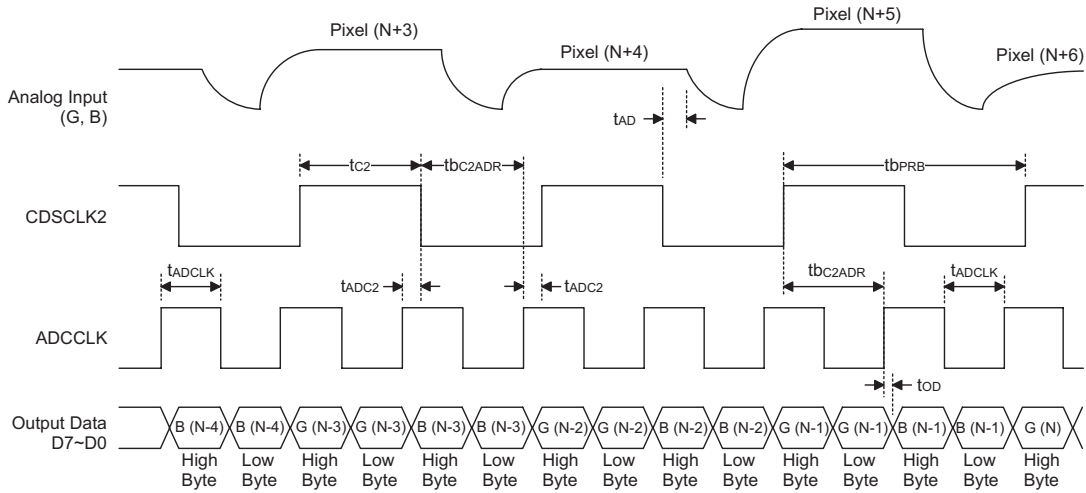 Pixel (N+3)
Pixel (N+4)
Pixel (N+5)
Pixel (N+6)
Analog Input
(G, B)
tAD
tC2
tbC2ADR
tbPRB
CDSCLK2
tADCLK
tADC2
tADC2
tbC2ADR
tADCLK
ADCCLK
tOD
Output Data
D7~D0
B (N-4) B (N-4) G (N-3) G (N-3) B (N-3) B (N-3) G (N-2) G (N-2) B (N-2) B (N-2) G (N-1) G (N-1) B (N-1) B (N-1) G (N)
High Low High Low High Low High Low High Low High Low High Low High
Byte Byte Byte Byte Byte Byte Byte Byte Byte Byte Byte Byte Byte Byte Byte